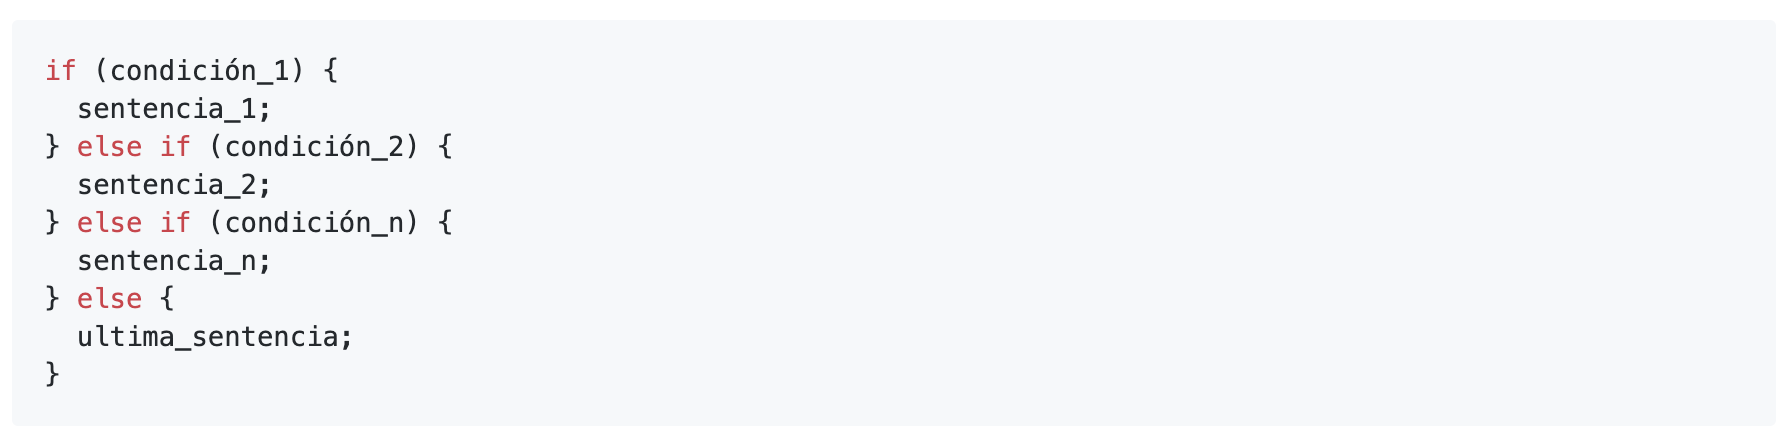 if (condición_1) {
  sentencia_1;
} else if (condición_2) {
  sentencia_2;
} else if (condición_n) {
  sentencia_n;
} else {
  ultima_sentencia;
}